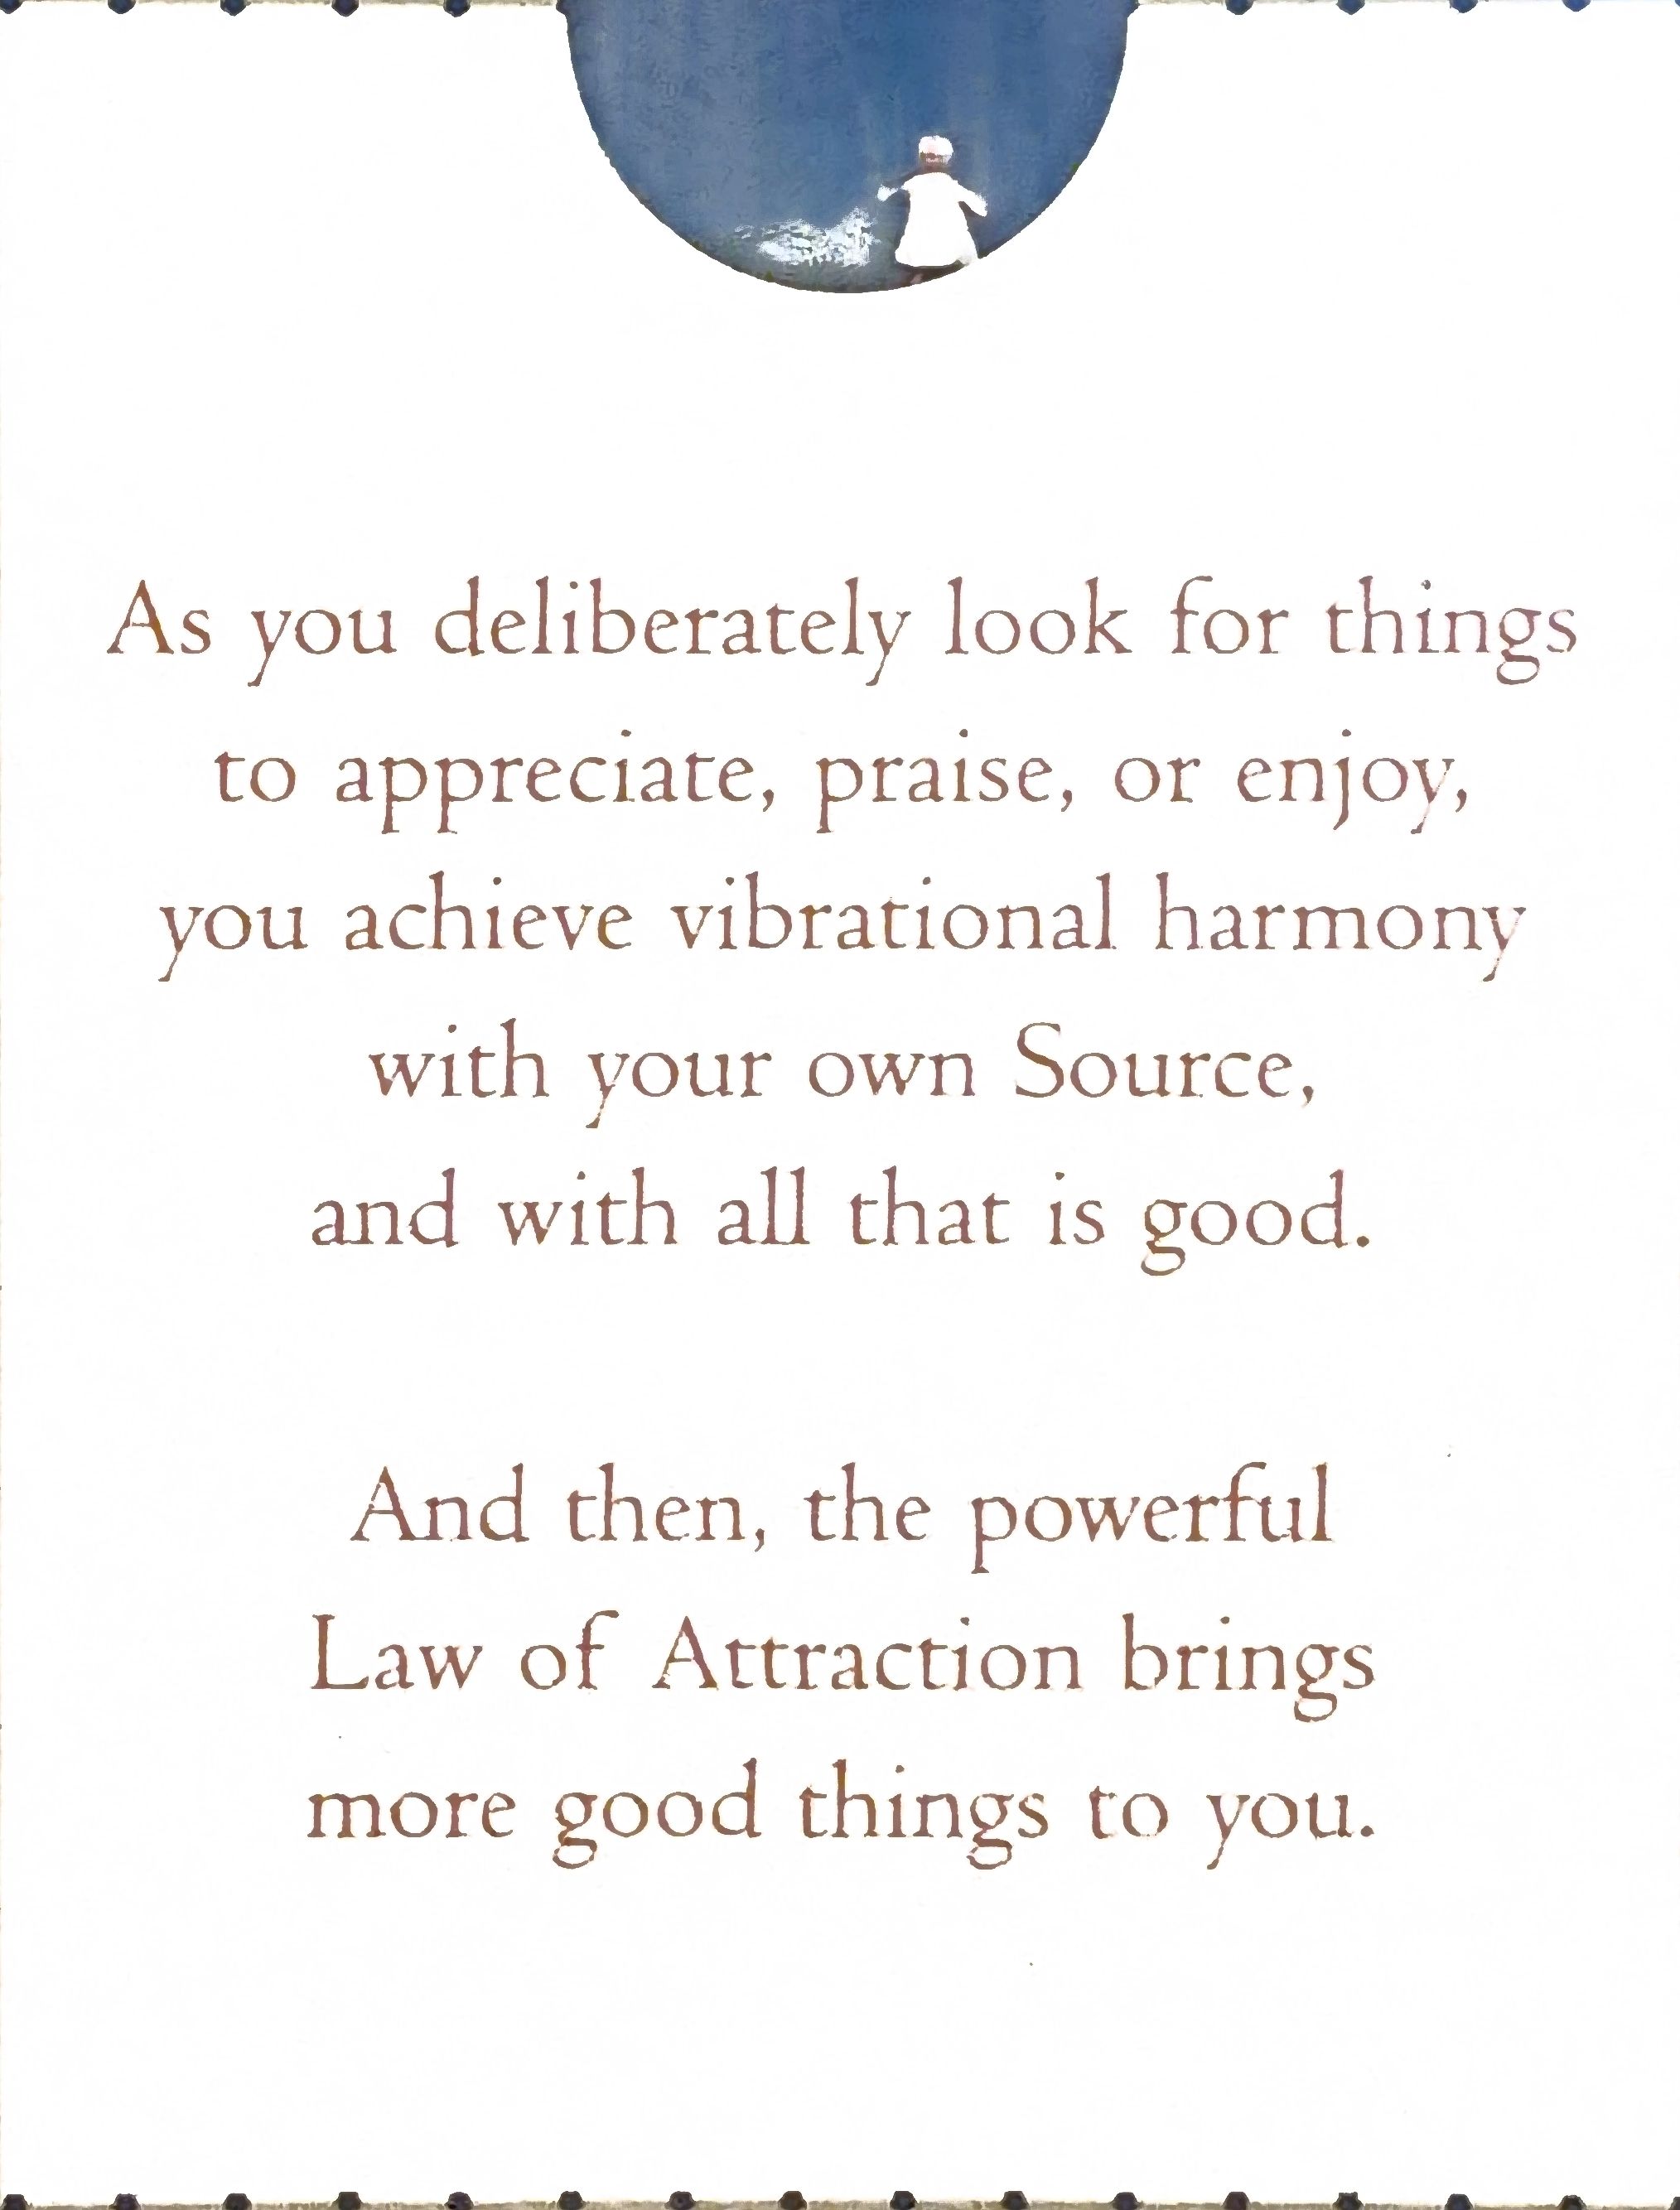 As you deliberately look for things
to appreciate, praise, or enjoy,
you achieve vibrational harmony
with your own Source,
and with all that is good.
And then, the powerful
Law of Attraction brings
more good things to you.